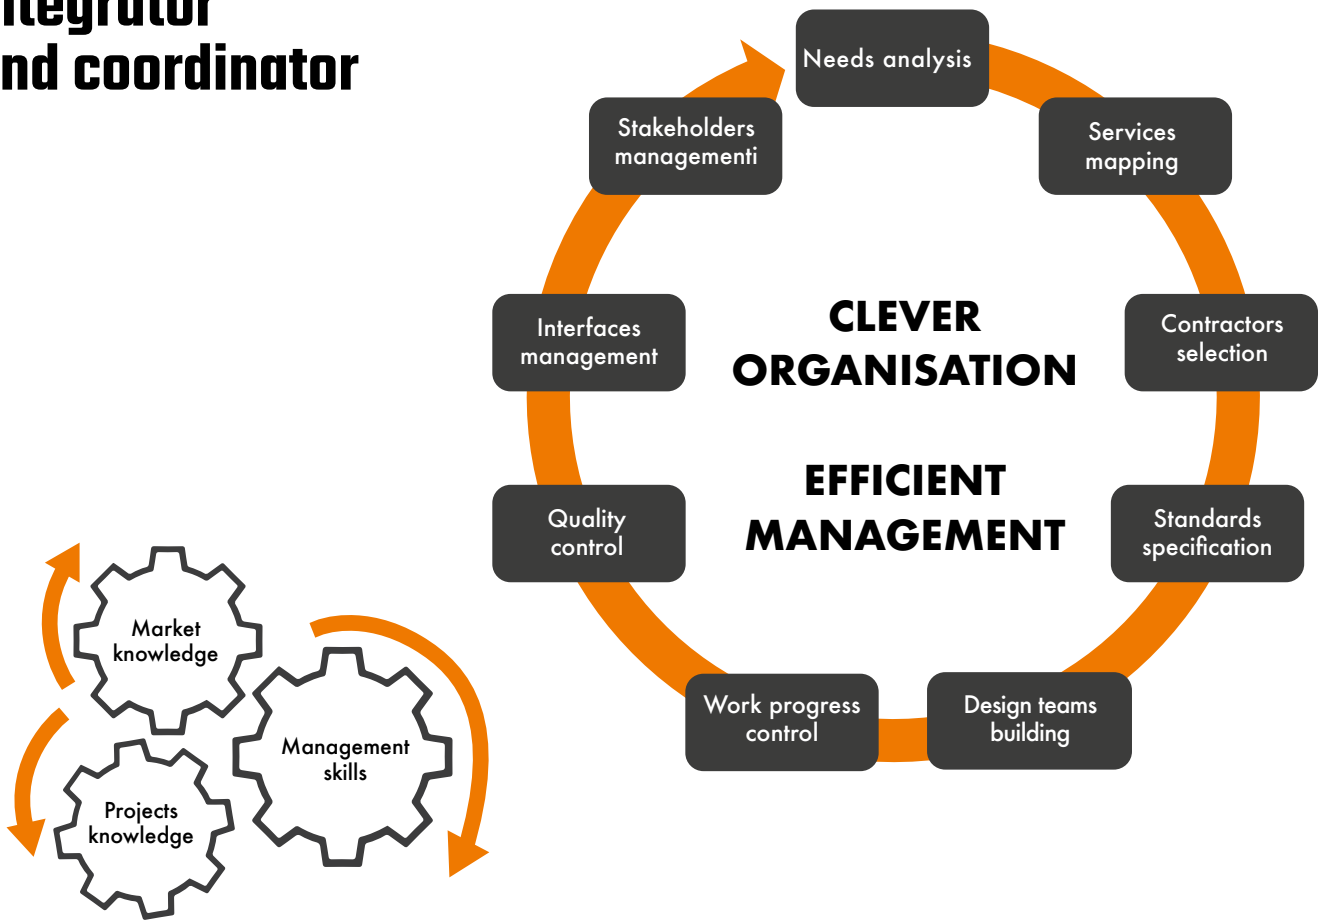 ntegrator
nd coordinator
Needs analysis
Services
mapping
Contractors
selection
Standards
specification
Design teams
building
Work progress
control
Quality
control
Interfaces
management
Stakeholders
managementi
CLEVER
ORGANISATION
EFFICIENT
MANAGEMENT
Market
knowledge
Management
skills
Projects
knowledge